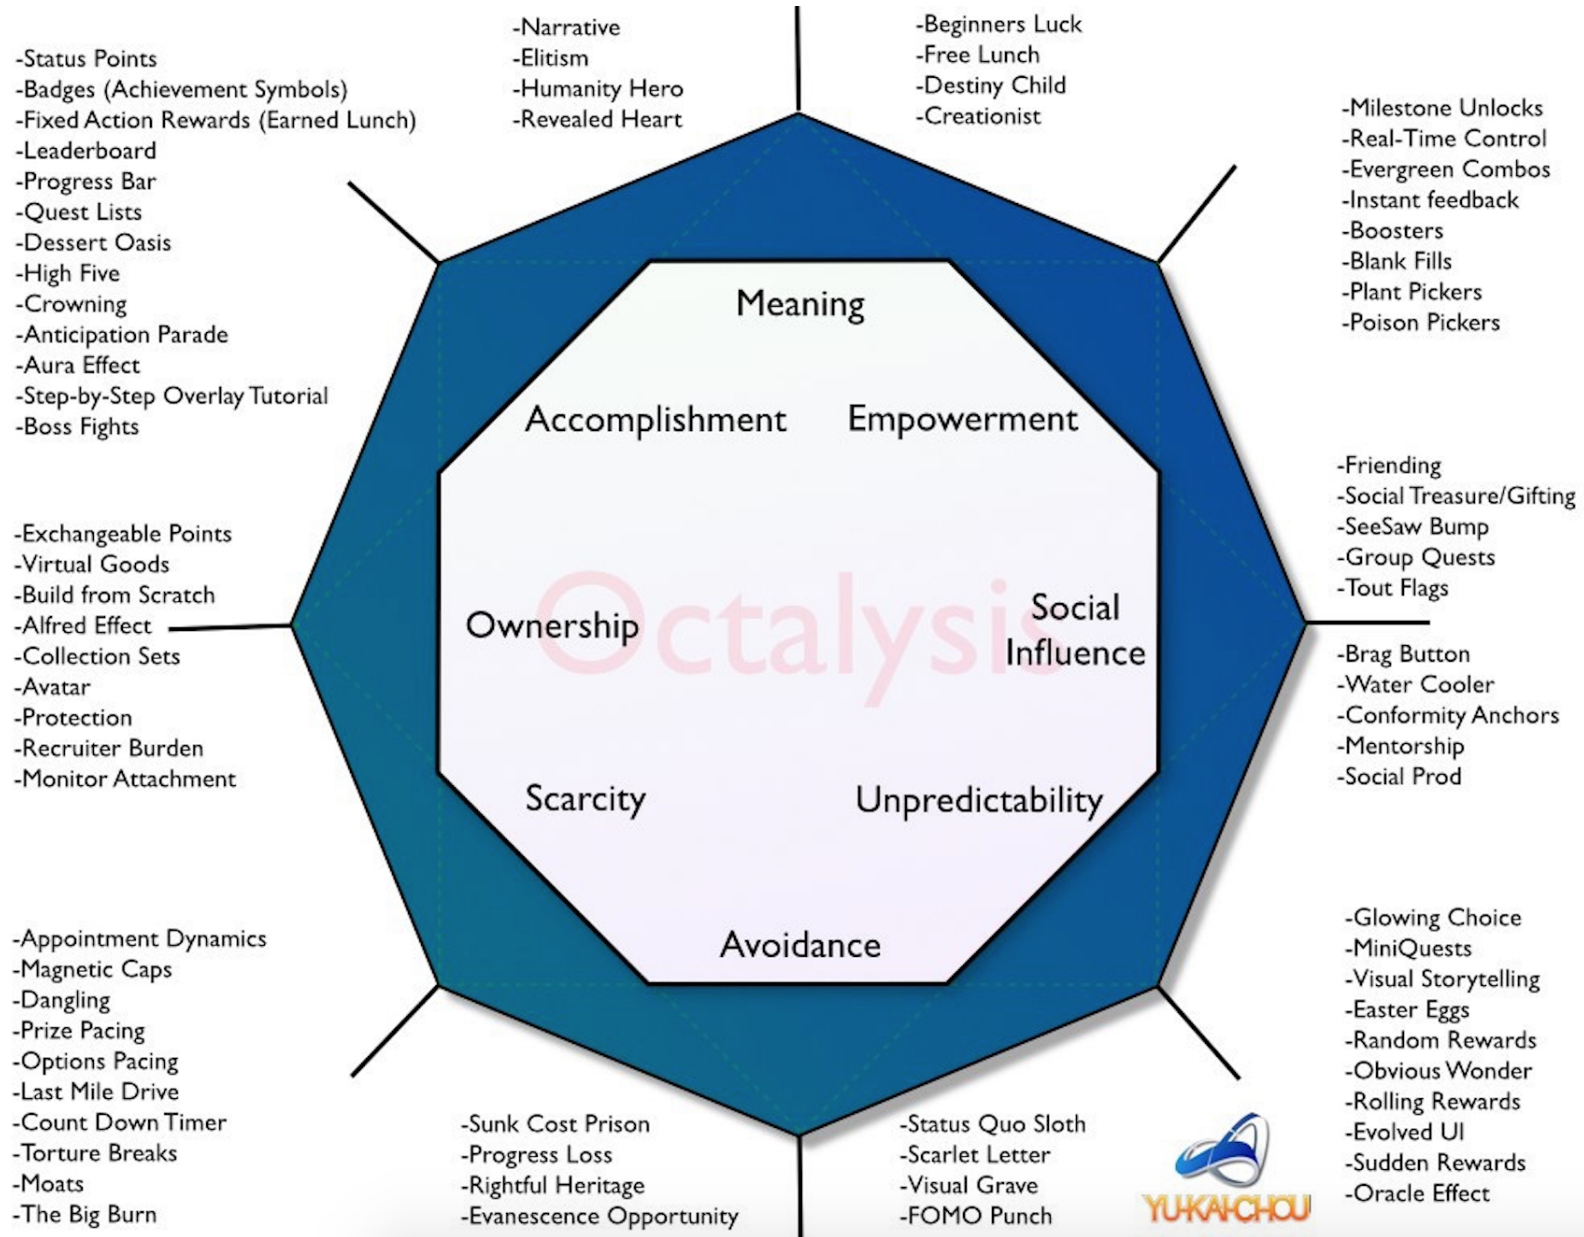 -Narrative
-Elitism
-Humanity Hero
-Revealed Heart
-Beginners Luck
-Free Lunch
-Destiny Child
-Creationist
-Status Points
-Badges (Achievement Symbols)
-Fixed Action Rewards (Earned Lunch)
-Leaderboard
-Progress Bar
-Quest Lists
-Dessert Oasis
-High Five
-Crowning
-Anticipation Parade
-Aura Effect
-Step-by-Step Overlay Tutorial
-Boss Fights
-Milestone Unlocks
-Real-Time Control
-Evergreen Combos
-Instant feedback
-Boosters
-Blank Fills
-Plant Pickers
-Poison Pickers
Meaning
Accomplishment
Empowerment
Ownership
Octalysis
Social
Influence
Scarcity
Unpredictability
Avoidance
-Exchangeable Points
-Virtual Goods
-Build from Scratch
-Alfred Effect
-Collection Sets
-Avatar
-Protection
-Recruiter Burden
-Monitor Attachment
-Friending
-Social Treasure/Gifting
-SeeSaw Bump
-Group Quests
-Tout Flags
-Brag Button
-Water Cooler
-Conformity Anchors
-Mentorship
-Social Prod
-Appointment Dynamics
-Magnetic Caps
-Dangling
-Prize Pacing
-Options Pacing
-Last Mile Drive
-Count Down Timer
-Torture Breaks
-Moats
-The Big Burn
-Sunk Cost Prison
-Progress Loss
-Rightful Heritage
-Evanescence Opportunity
-Status Quo Sloth
-Scarlet Letter
-Visual Grave
-FOMO Punch
-Glowing Choice
-MiniQuests
-Visual Storytelling
-Easter Eggs
-Random Rewards
-Obvious Wonder
-Rolling Rewards
-Evolved UI
-Sudden Rewards
-Oracle Effect
YU-KAI-CHOU